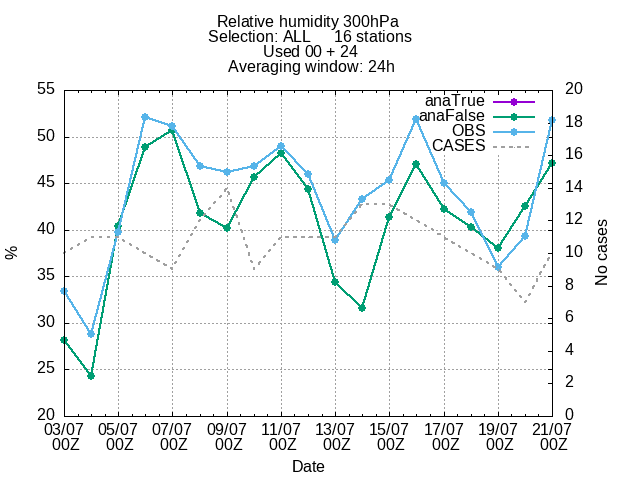 Relative humidity 300hPa
Selection: ALL     16 stations
Used 00 + 24
Averaging window: 24h
anaTrue
anaFalse
OBS
CASES
55
50
45
40
35
30
25
20
%
20
18
16
14
12
10
8
6
4
2
0
No cases
03/07 05/07 07/07 09/07 11/07 13/07 15/07 17/07 19/07 21/07
00Z 00Z 00Z 00Z 00Z 00Z 00Z 00Z 00Z 00Z
Date